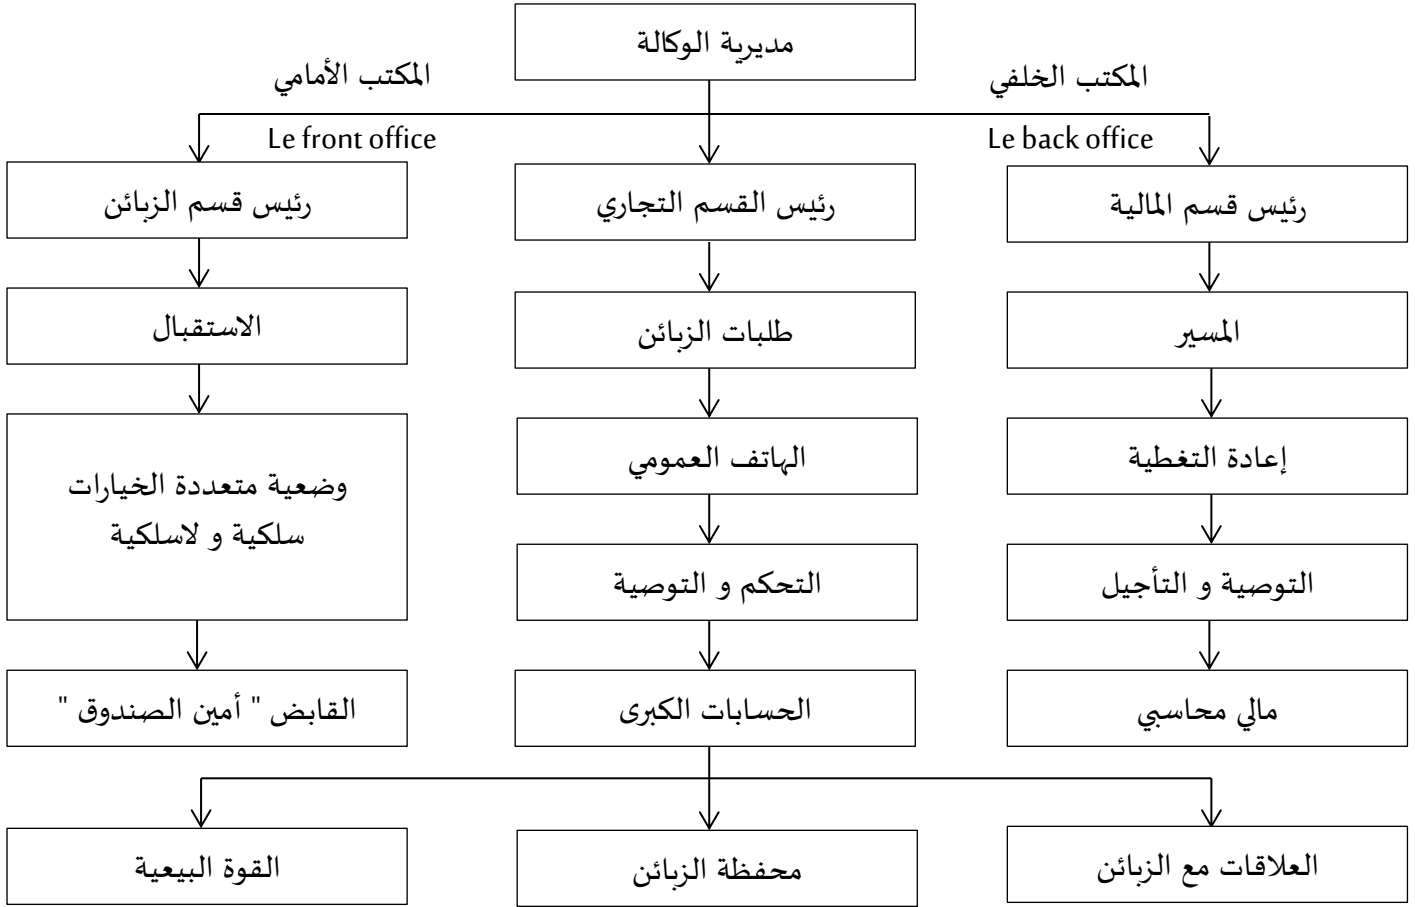 مديرية الوكالة
المكتب الخلفي
المكتب الأمامي
Le back office
Le front office
رئيس قسم المالية
رئيس القسم التجاري
رئيس قسم الزبائن
المسير
طلبات الزبائن
الاستقبال
إعادة التغطية
الهاتف العمومي
وضعية متعددة الخيارات
سلكية و لاسلكية
التوصية و التأجيل
التحكم و التوصية
مالي محاسبي
الحسابات الكبرى
القابض " أمين الصندوق "
العلاقات مع الزبائن
محفظة الزبائن
القوة البيعية